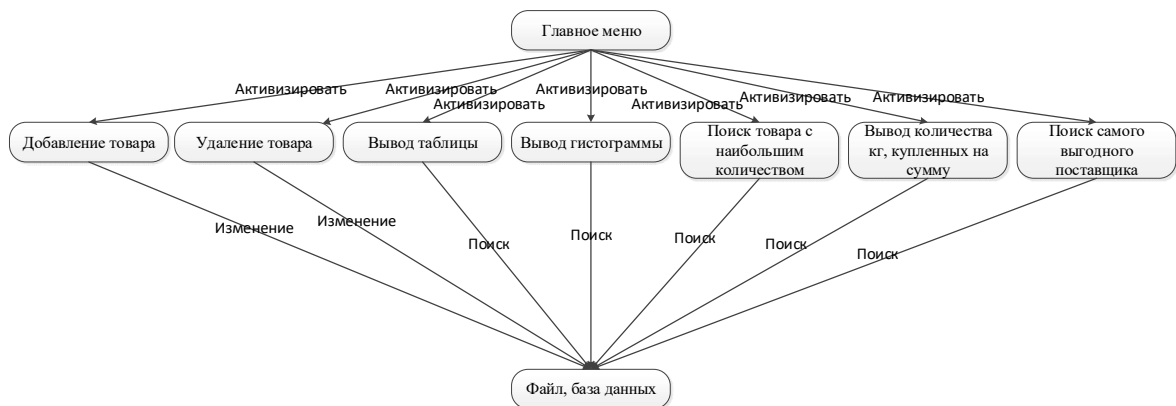 Главное меню
Активизировать
Активизировать
Активизировать
Активизировать
Активизировать
Активизировать
Активизировать
Добавление товара
Удаление товара
Вывод таблицы
Вывод гистограммы
Поиск товара с
наибольшим
количеством
Вывод количества
кг, купленных на
сумму
Поиск самого
выгодного
поставщика
Изменение
Изменение
Поиск
Поиск
Поиск
Поиск
Поиск
Файл, база данных